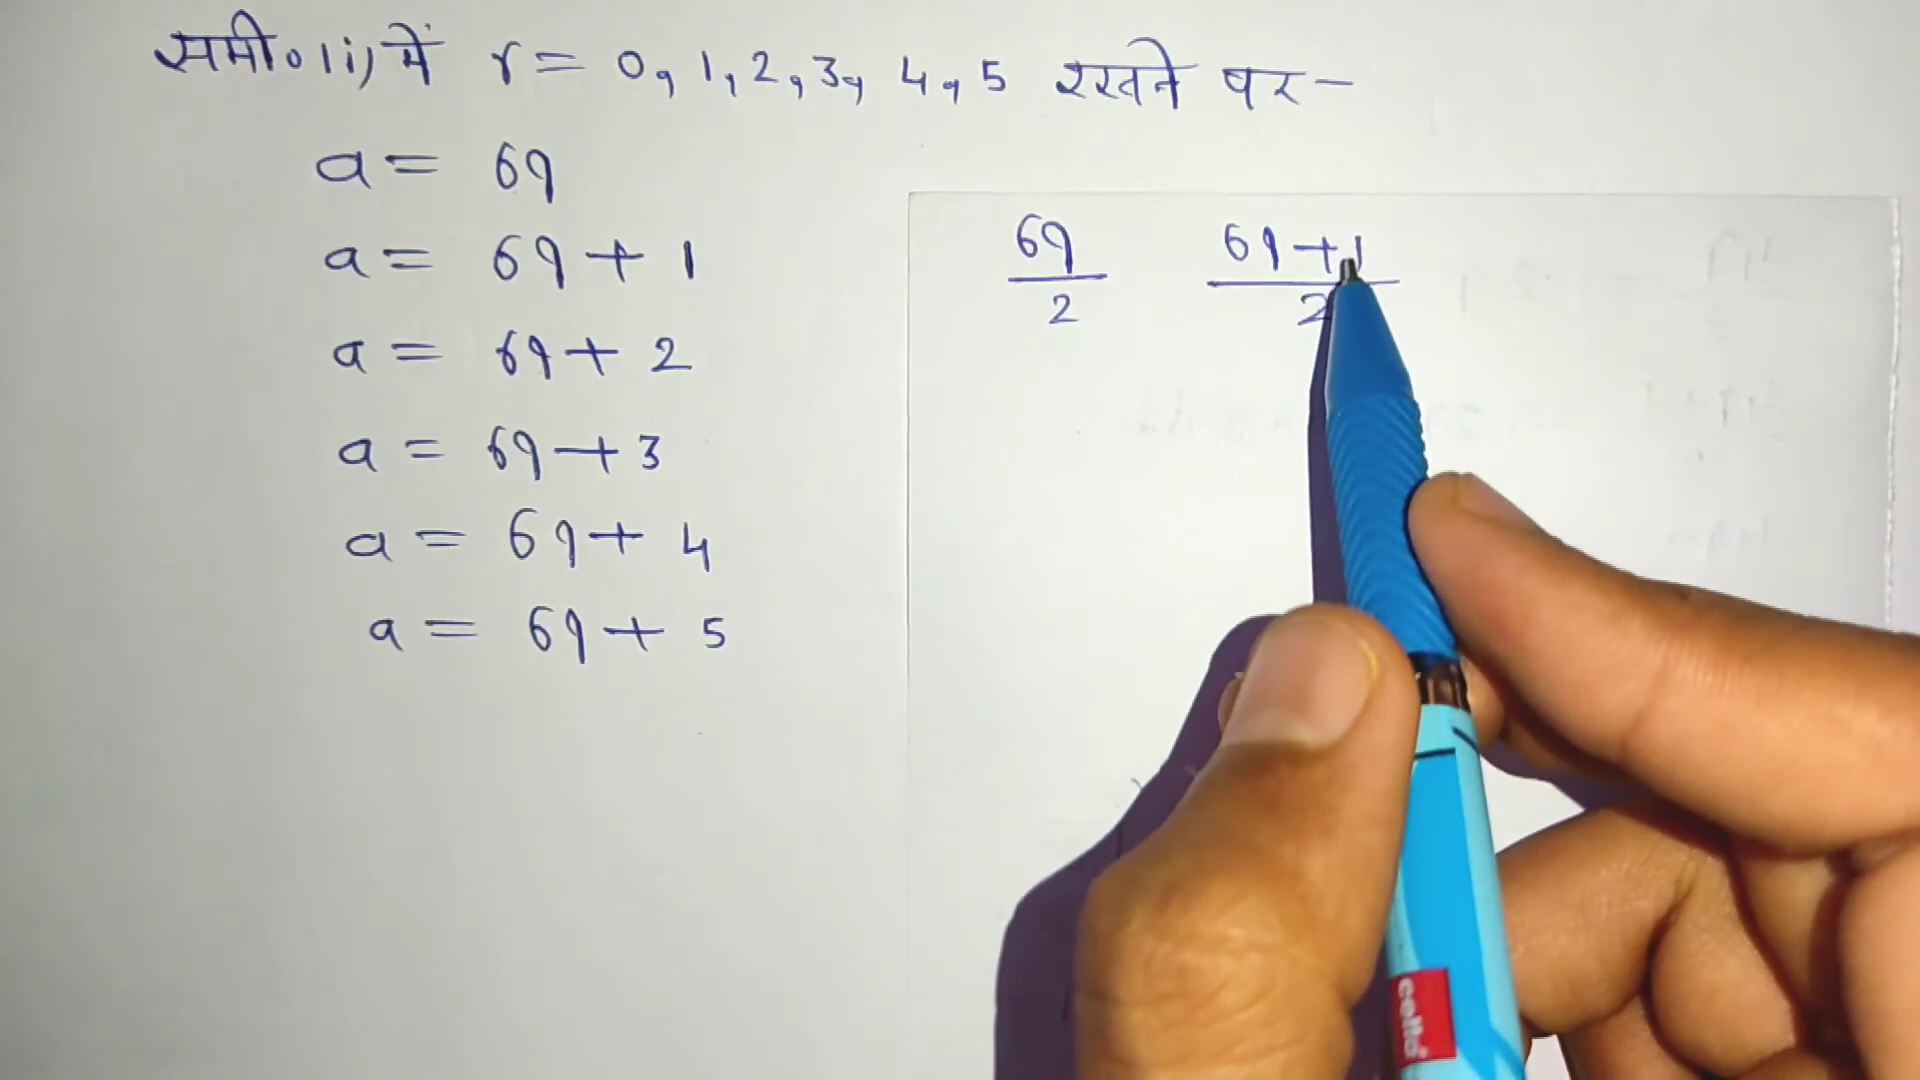 समी० (i) में r = 0, 1, 2, 3, 4, 5 रखने पर-
a = 6q
a = 6q + 1
a = 6q + 2
a = 6q + 3
a = 6q + 4
a = 6q + 5
6q/2 6q+1/2
cello